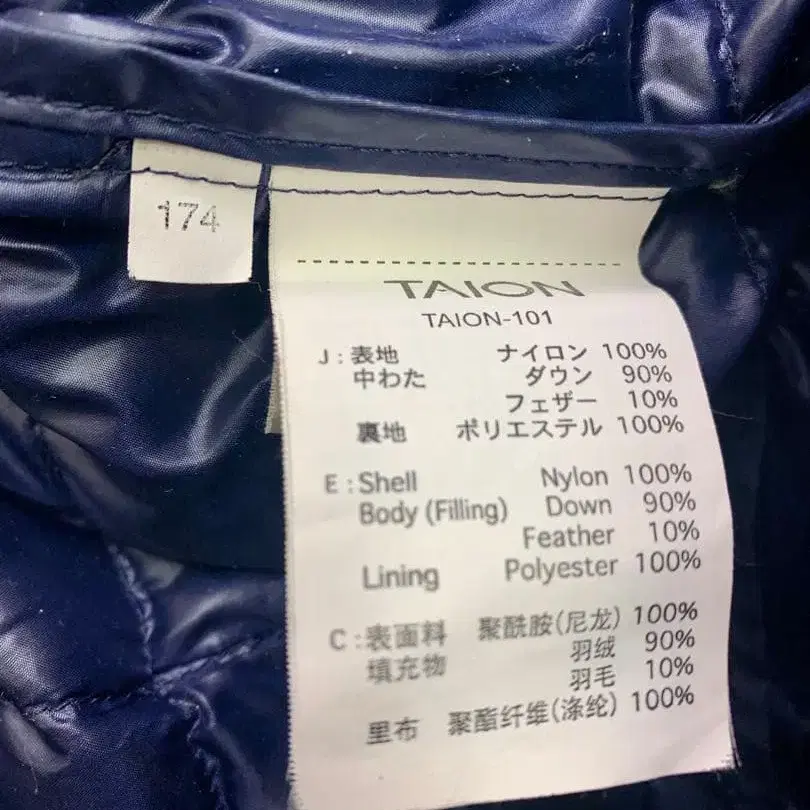 174
TAION
TAION-101
J : 表地 ナイロン 100%
中わた ダウン 90%
フェザー 10%
裏地 ポリエステル 100%
E : Shell Nylon 100%
Body (Filling) Down 90%
Feather 10%
Lining Polyester 100%
C : 表面料 聚酰胺(尼龙) 100%
填充物 羽绒 90%
羽毛 10%
里布 聚酯纤维(涤纶) 100%